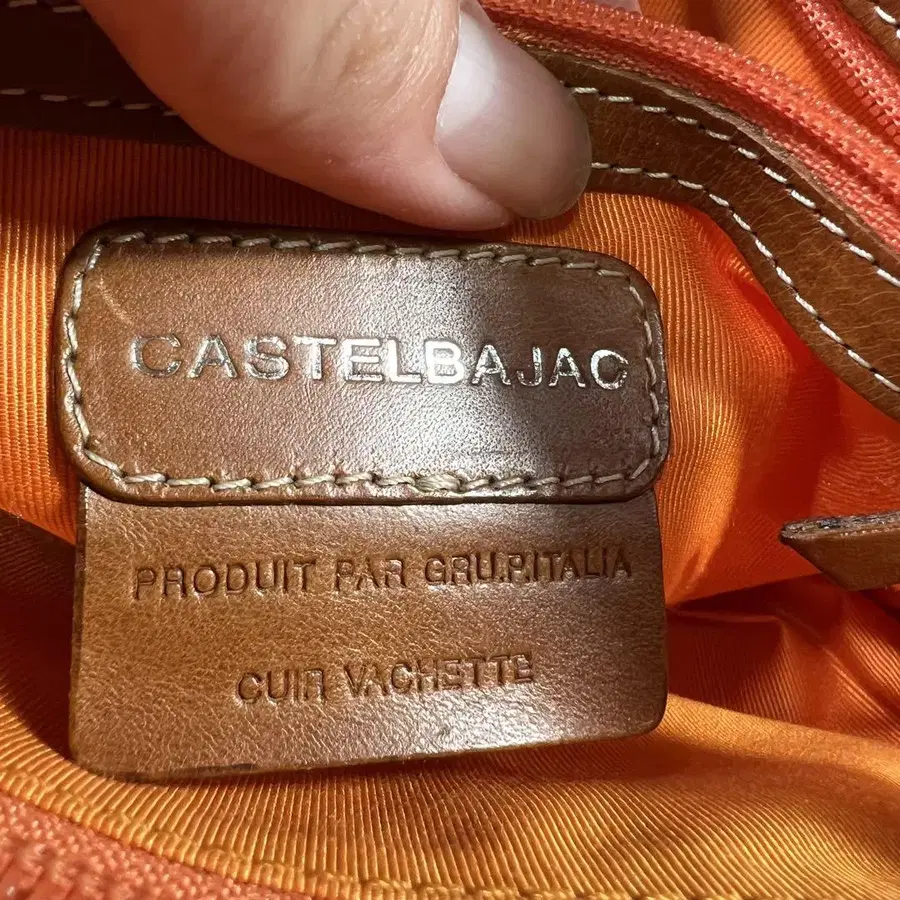 CASTELBAJAC
PRODUIT PAR GRU.P.ITALIA
CUIR VACHETTE